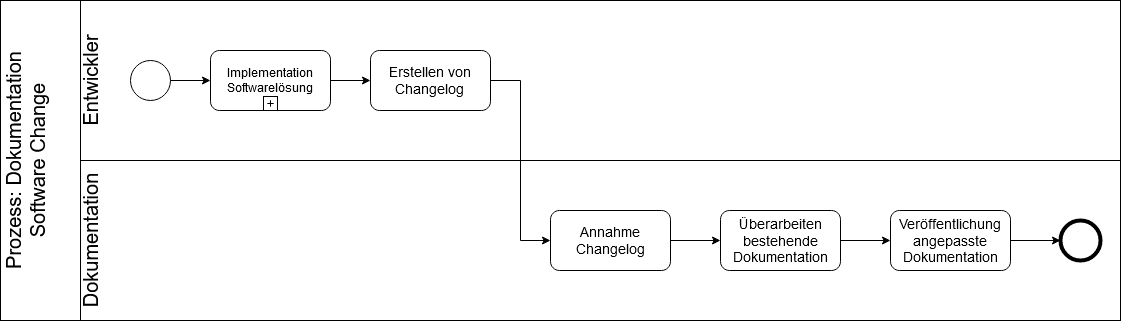 Prozess: Dokumentation
Software Change
Entwickler
Implementation
Softwarelösung
+
Erstellen von
Changelog
Dokumentation
Annahme
Changelog
Überarbeiten
bestehende
Dokumentation
Veröffentlichung
angepasste
Dokumentation